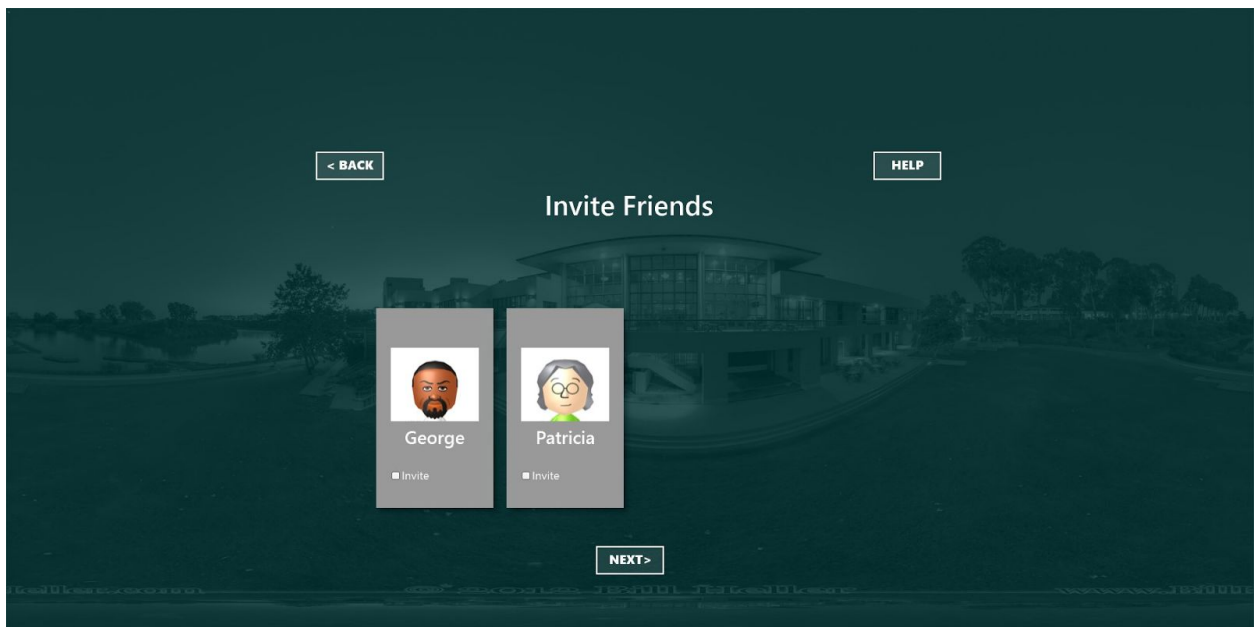 < BACK
HELP
Invite Friends
George
Patricia
Invite
Invite
NEXT>